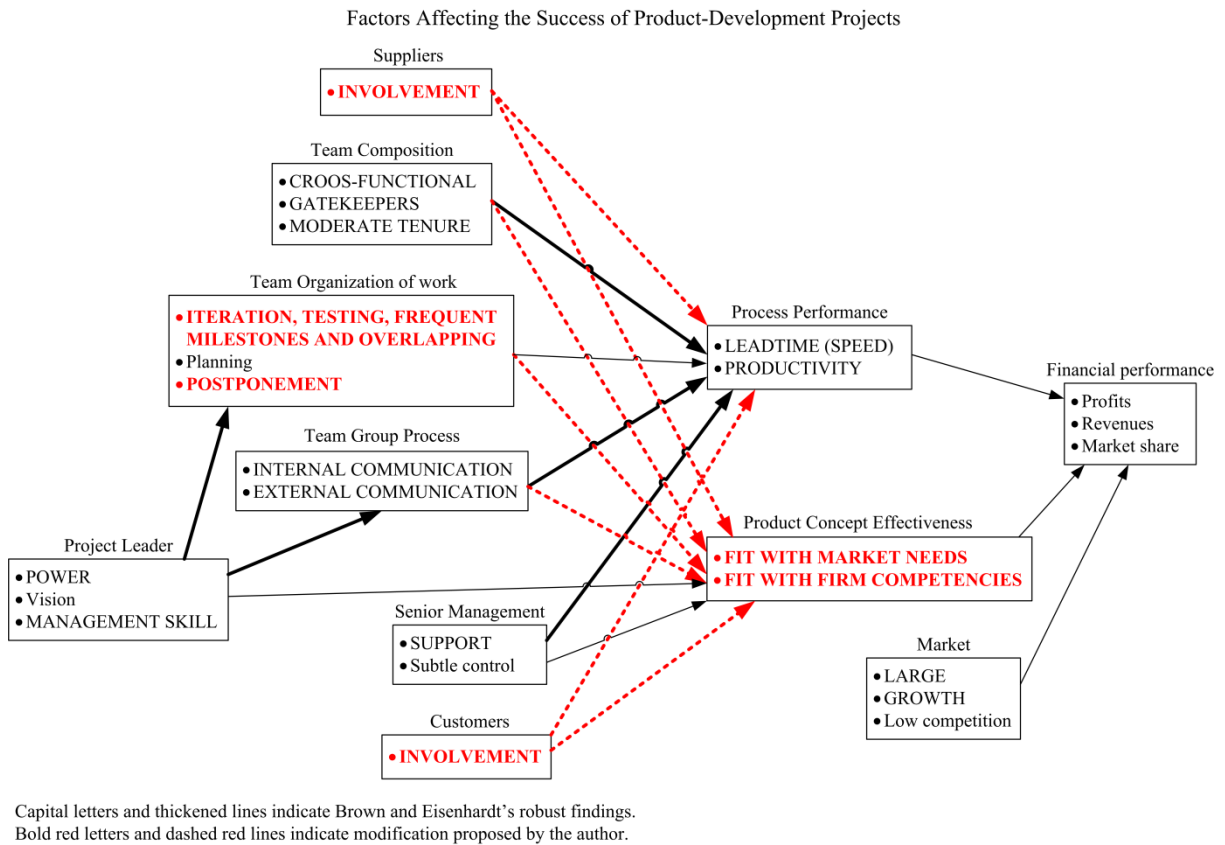 Factors Affecting the Success of Product-Development Projects
Suppliers
• INVOLVEMENT
Team Composition
• CROOS-FUNCTIONAL
• GATEKEEPERS
• MODERATE TENURE
Team Organization of work
• ITERATION, TESTING, FREQUENT
MILESTONES AND OVERLAPPING
• Planning
• POSTPONEMENT
Process Performance
• LEADTIME (SPEED)
• PRODUCTIVITY
Financial performance
• Profits
• Revenues
• Market share
Team Group Process
• INTERNAL COMMUNICATION
• EXTERNAL COMMUNICATION
Product Concept Effectiveness
• FIT WITH MARKET NEEDS
• FIT WITH FIRM COMPETENCIES
Project Leader
• POWER
• Vision
• MANAGEMENT SKILL
Senior Management
• SUPPORT
• Subtle control
Market
• LARGE
• GROWTH
• Low competition
Customers
• INVOLVEMENT
Capital letters and thickened lines indicate Brown and Eisenhardt’s robust findings.
Bold red letters and dashed red lines indicate modification proposed by the author.